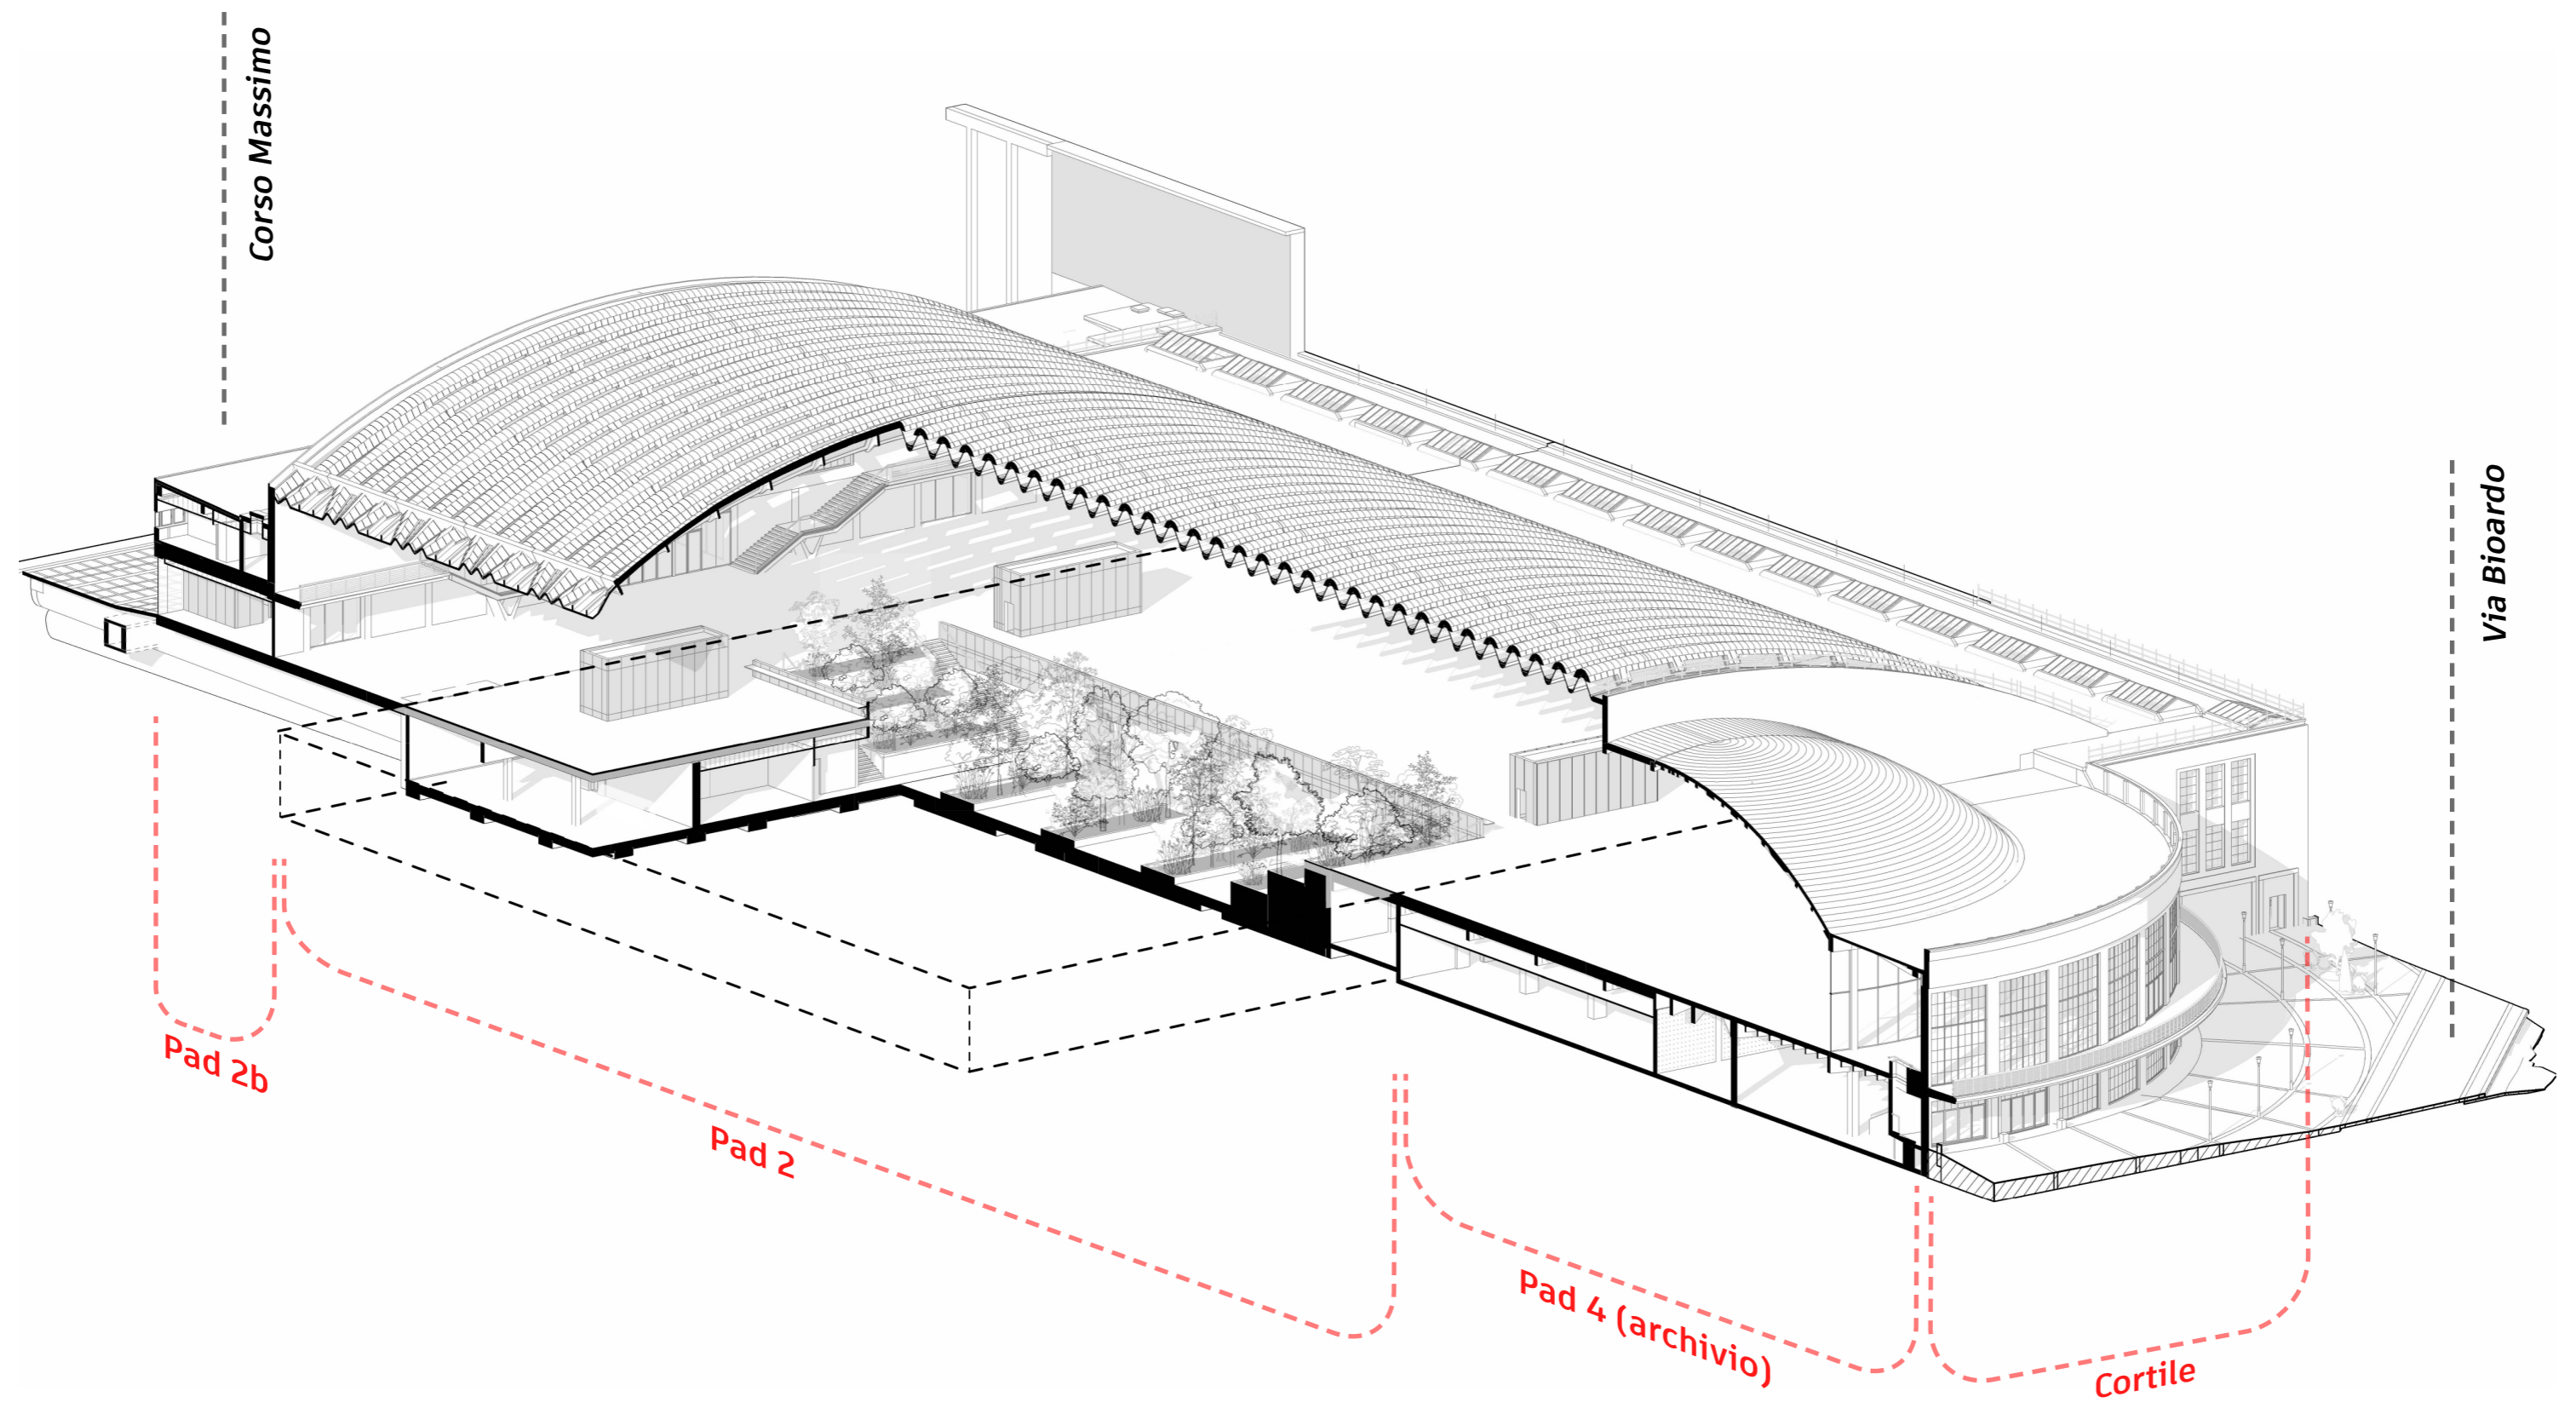 Corso Massimo
Via Bioardo
Pad 2b
Pad 2
Pad 4 (archivio)
Cortile